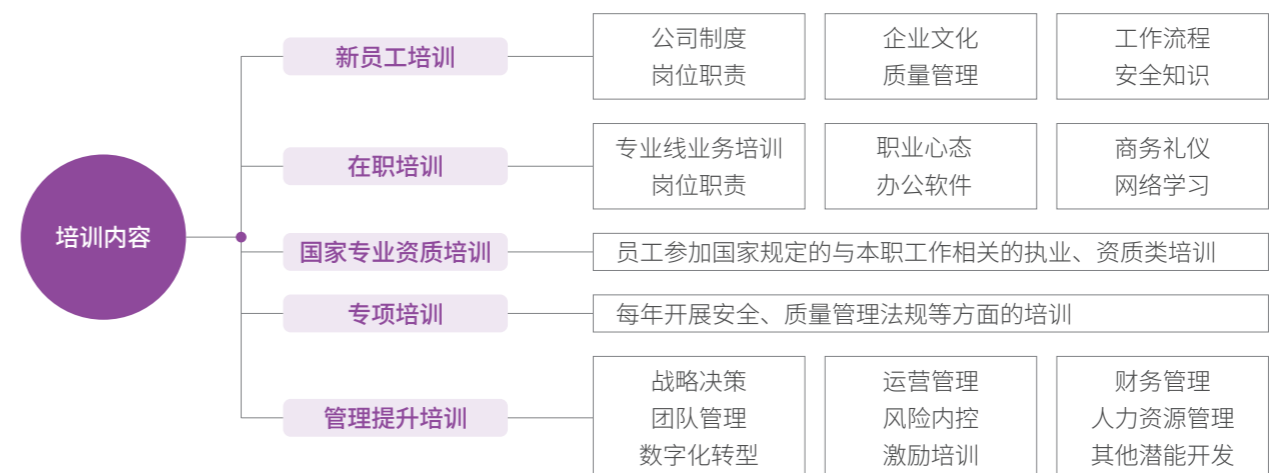 培训内容
新员工培训
公司制度
岗位职责
企业文化
质量管理
工作流程
安全知识
在职培训
专业线业务培训
岗位职责
职业心态
办公软件
商务礼仪
网络学习
国家专业资质培训
员工参加国家规定的与本职工作相关的执业、资质类培训
专项培训
每年开展安全、质量管理法规等方面的培训
管理提升培训
战略决策
团队管理
数字化转型
运营管理
风险内控
激励培训
财务管理
人力资源管理
其他潜能开发